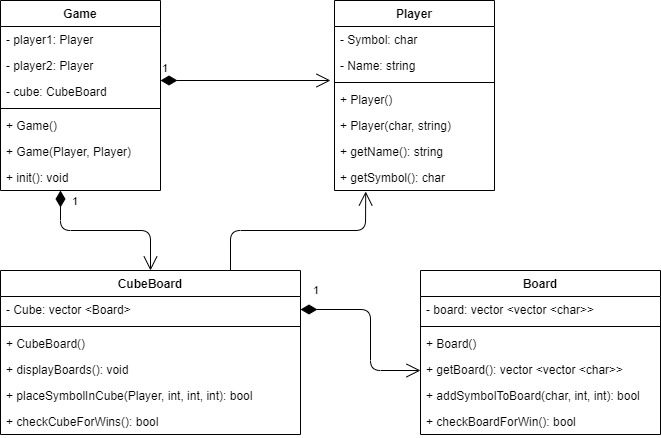 Game
- player1: Player
- player2: Player
- cube: CubeBoard
+ Game()
+ Game(Player, Player)
+ init(): void
1
1
Player
- Symbol: char
- Name: string
+ Player()
+ Player(char, string)
+ getName(): string
+ getSymbol(): char
CubeBoard
- Cube: vector <Board>
+ CubeBoard()
+ displayBoards(): void
+ placeSymbolInCube(Player, int, int, int): bool
+ checkCubeForWins(): bool
1
Board
- board: vector <vector <char>>
+ Board()
+ getBoard(): vector <vector <char>>
+ addSymbolToBoard(char, int, int): bool
+ checkBoardForWin(): bool